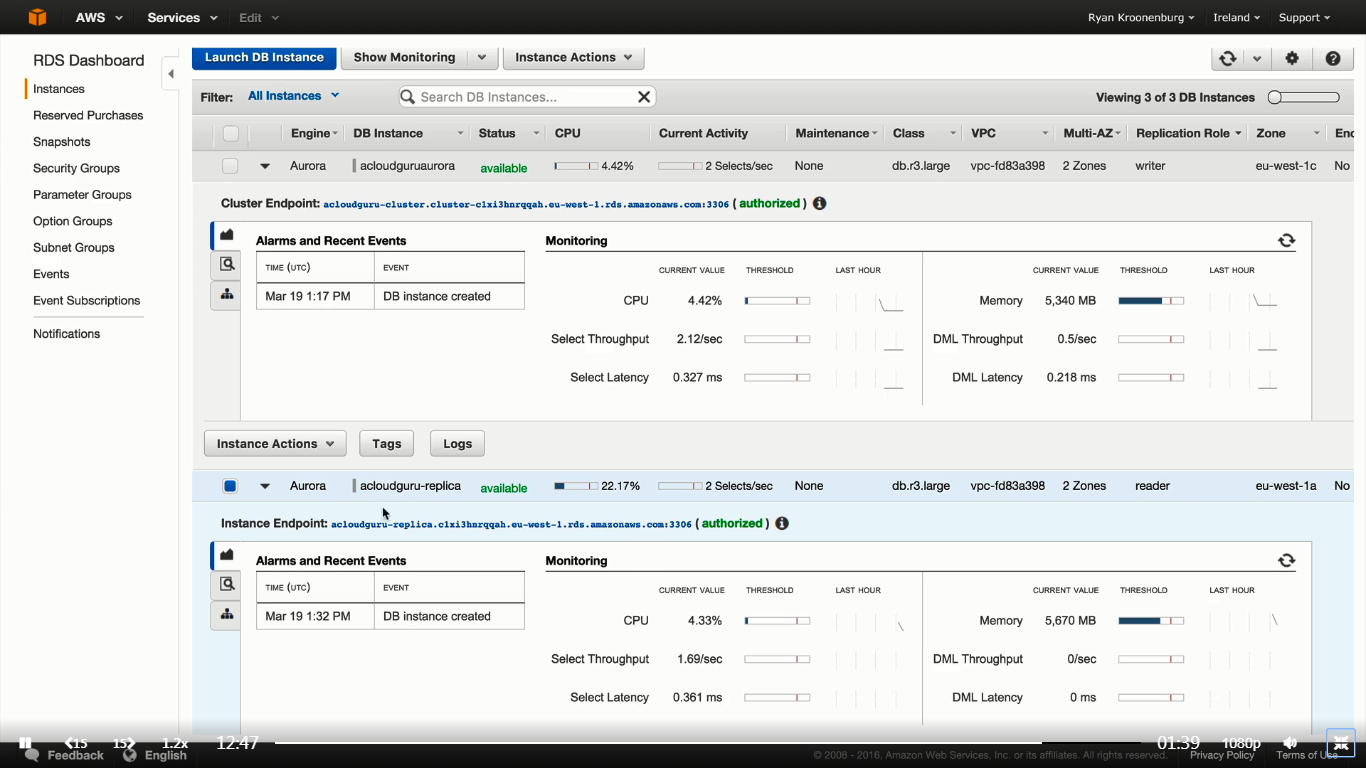 AWS Services Edit Ryan Kroonenburg Ireland Support
RDS Dashboard
Instances
Reserved Purchases
Snapshots
Security Groups
Parameter Groups
Option Groups
Subnet Groups
Events
Event Subscriptions
Notifications
Launch DB Instance Show Monitoring Instance Actions
Filter: All Instances Search DB Instances... Viewing 3 of 3 DB Instances
Engine DB Instance Status CPU Current Activity Maintenance Class VPC Multi-AZ Replication Role Zone Enc
Aurora acloudguruaurora available 4.42% 2 Selects/sec None db.r3.large vpc-fd83a398 2 Zones writer eu-west-1c No
Cluster Endpoint: acloudguru-cluster.cluster-c1xi3hnrqqah.eu-west-1.rds.amazonaws.com:3306 ( authorized )
Alarms and Recent Events
TIME (UTC) EVENT
Mar 19 1:17 PM DB instance created
Monitoring
CURRENT VALUE THRESHOLD LAST HOUR CURRENT VALUE THRESHOLD LAST HOUR
CPU 4.42% Memory 5,340 MB
Select Throughput 2.12/sec DML Throughput 0.5/sec
Select Latency 0.327 ms DML Latency 0.218 ms
Instance Actions Tags Logs
Aurora acloudguru-replica available 22.17% 2 Selects/sec None db.r3.large vpc-fd83a398 2 Zones reader eu-west-1a No
Instance Endpoint: acloudguru-replica.c1xi3hnrqqah.eu-west-1.rds.amazonaws.com:3306 ( authorized )
Alarms and Recent Events
TIME (UTC) EVENT
Mar 19 1:32 PM DB instance created
Monitoring
CURRENT VALUE THRESHOLD LAST HOUR CURRENT VALUE THRESHOLD LAST HOUR
CPU 4.33% Memory 5,670 MB
Select Throughput 1.69/sec DML Throughput 0/sec
Select Latency 0.361 ms DML Latency 0 ms
15 15 1.2x 12:47 01:39 1080p
Feedback English © 2008 - 2016, Amazon Web Services, Inc. or its affiliates. All rights reserved. Privacy Policy Terms of Use